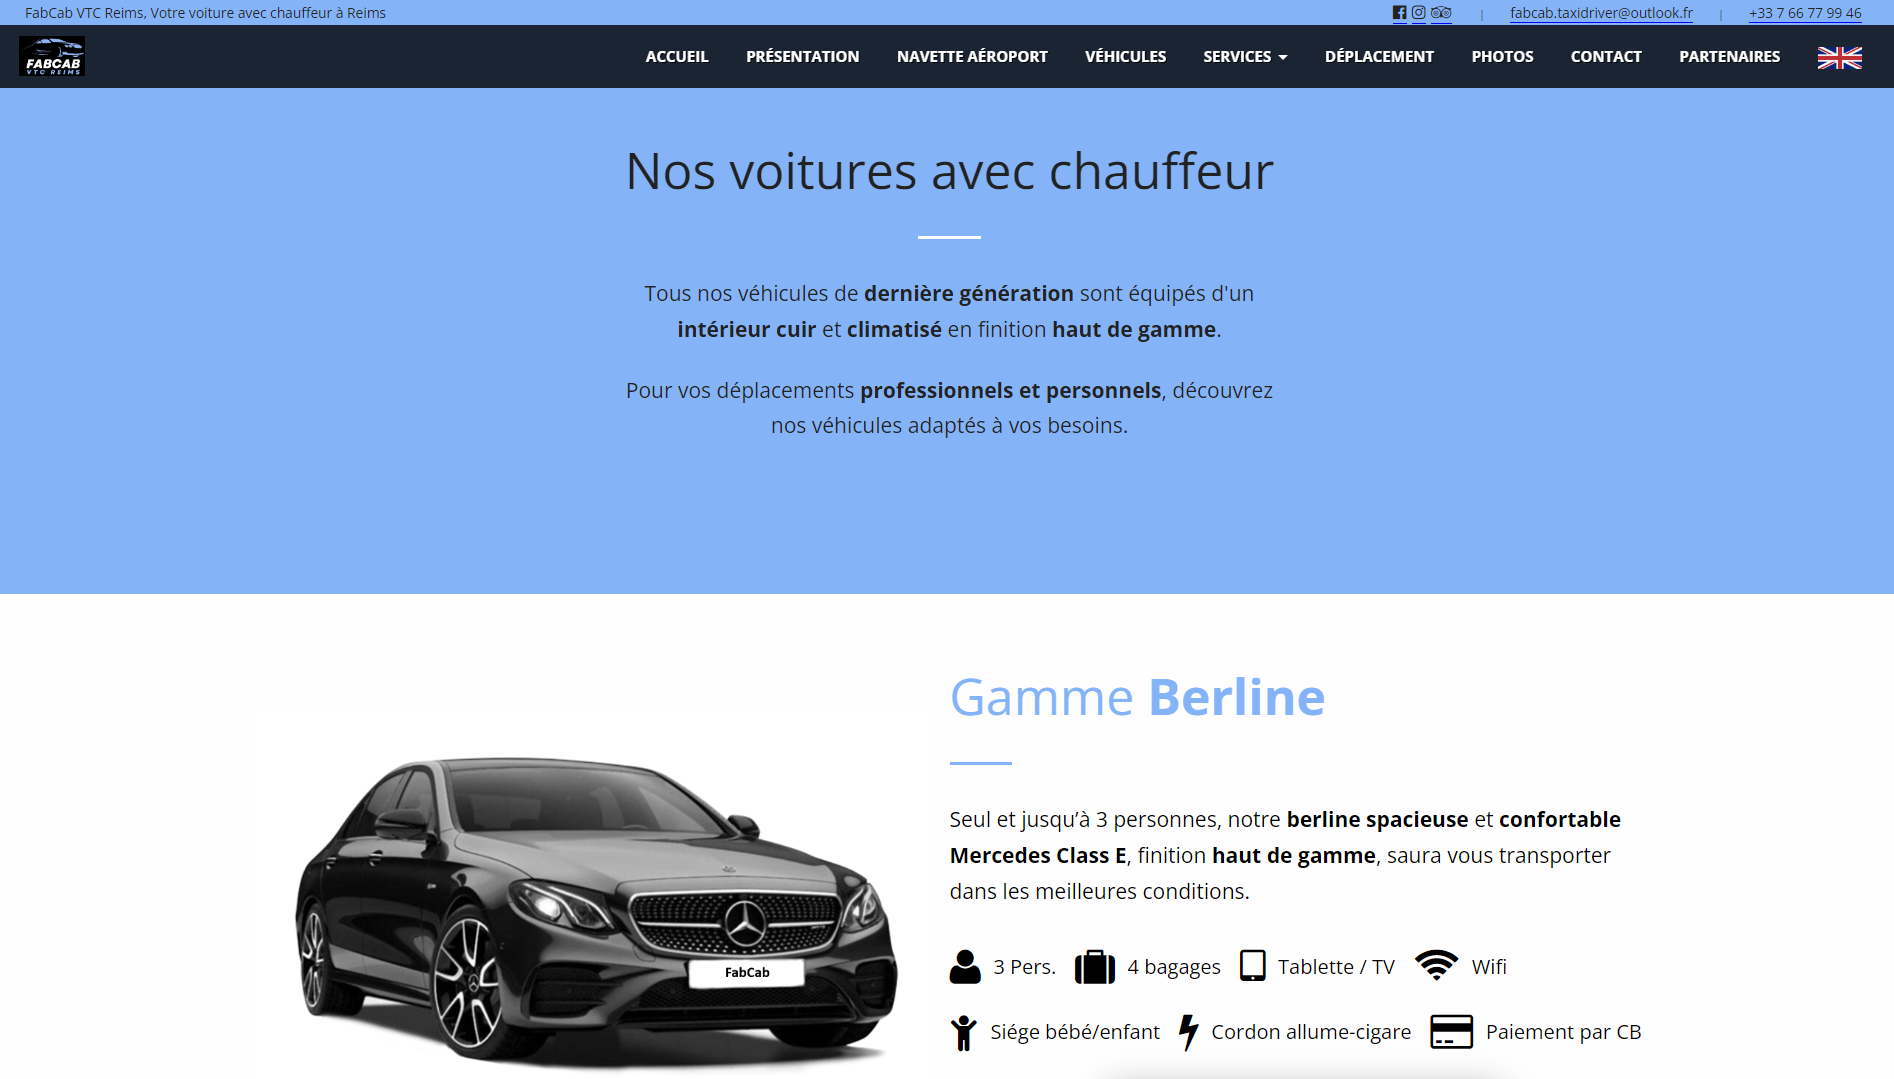 FabCab VTC Reims, Votre voiture avec chauffeur à Reims
| fabcab.taxidriver@outlook.fr | +33 7 66 77 99 46
FABCAB
VTC REIMS
ACCUEIL PRÉSENTATION NAVETTE AÉROPORT VÉHICULES SERVICES DÉPLACEMENT PHOTOS CONTACT PARTENAIRES
Nos voitures avec chauffeur
Tous nos véhicules de dernière génération sont équipés d'un
intérieur cuir et climatisé en finition haut de gamme.
Pour vos déplacements professionnels et personnels, découvrez
nos véhicules adaptés à vos besoins.
Gamme Berline
Seul et jusqu’à 3 personnes, notre berline spacieuse et confortable
Mercedes Class E, finition haut de gamme, saura vous transporter
dans les meilleures conditions.
3 Pers. 4 bagages Tablette / TV Wifi
Siége bébé/enfant Cordon allume-cigare Paiement par CB
FabCab